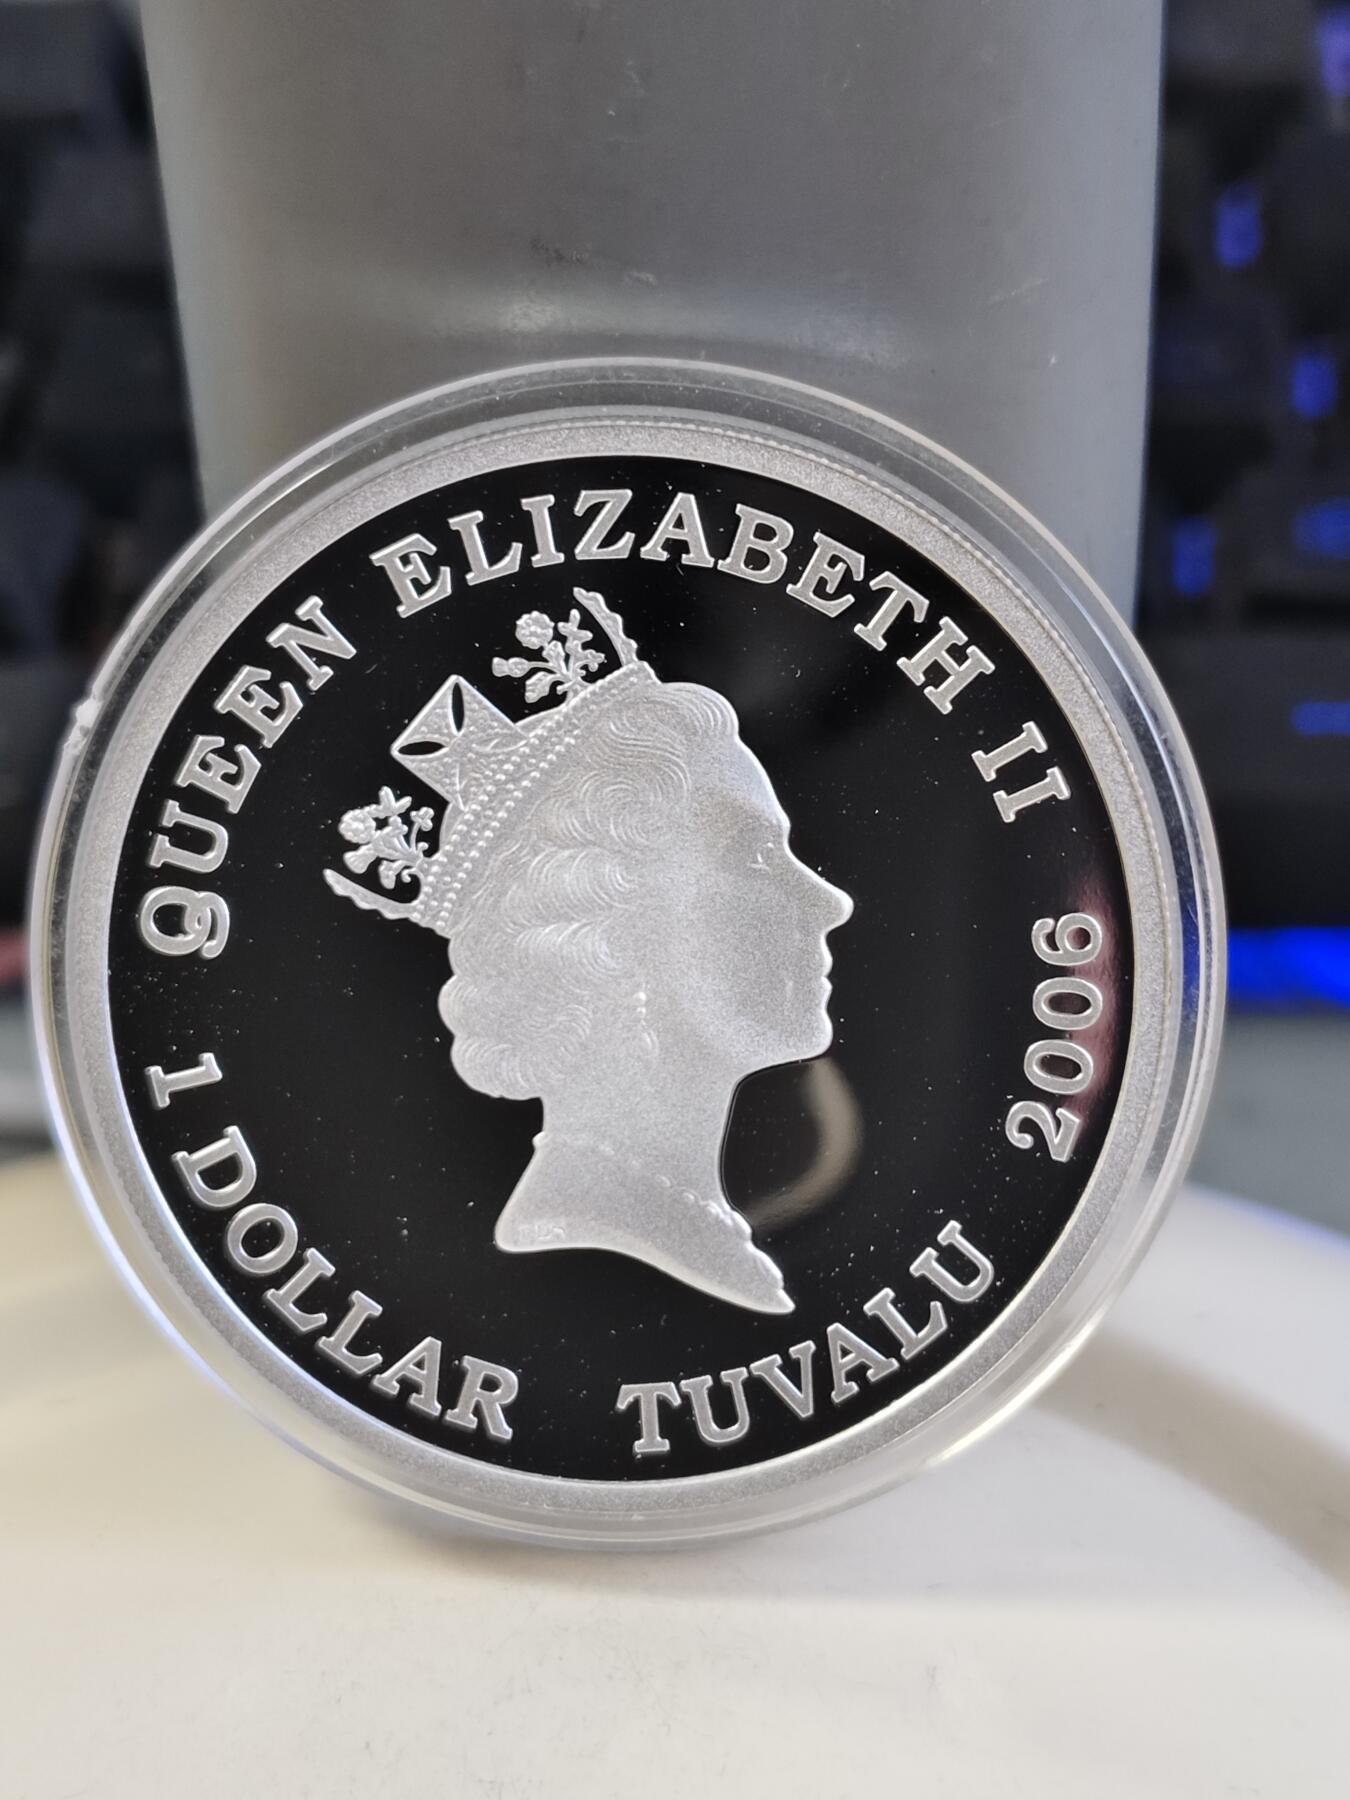 QUEEN ELIZABETH II 2006
1 DOLLAR TUVALU